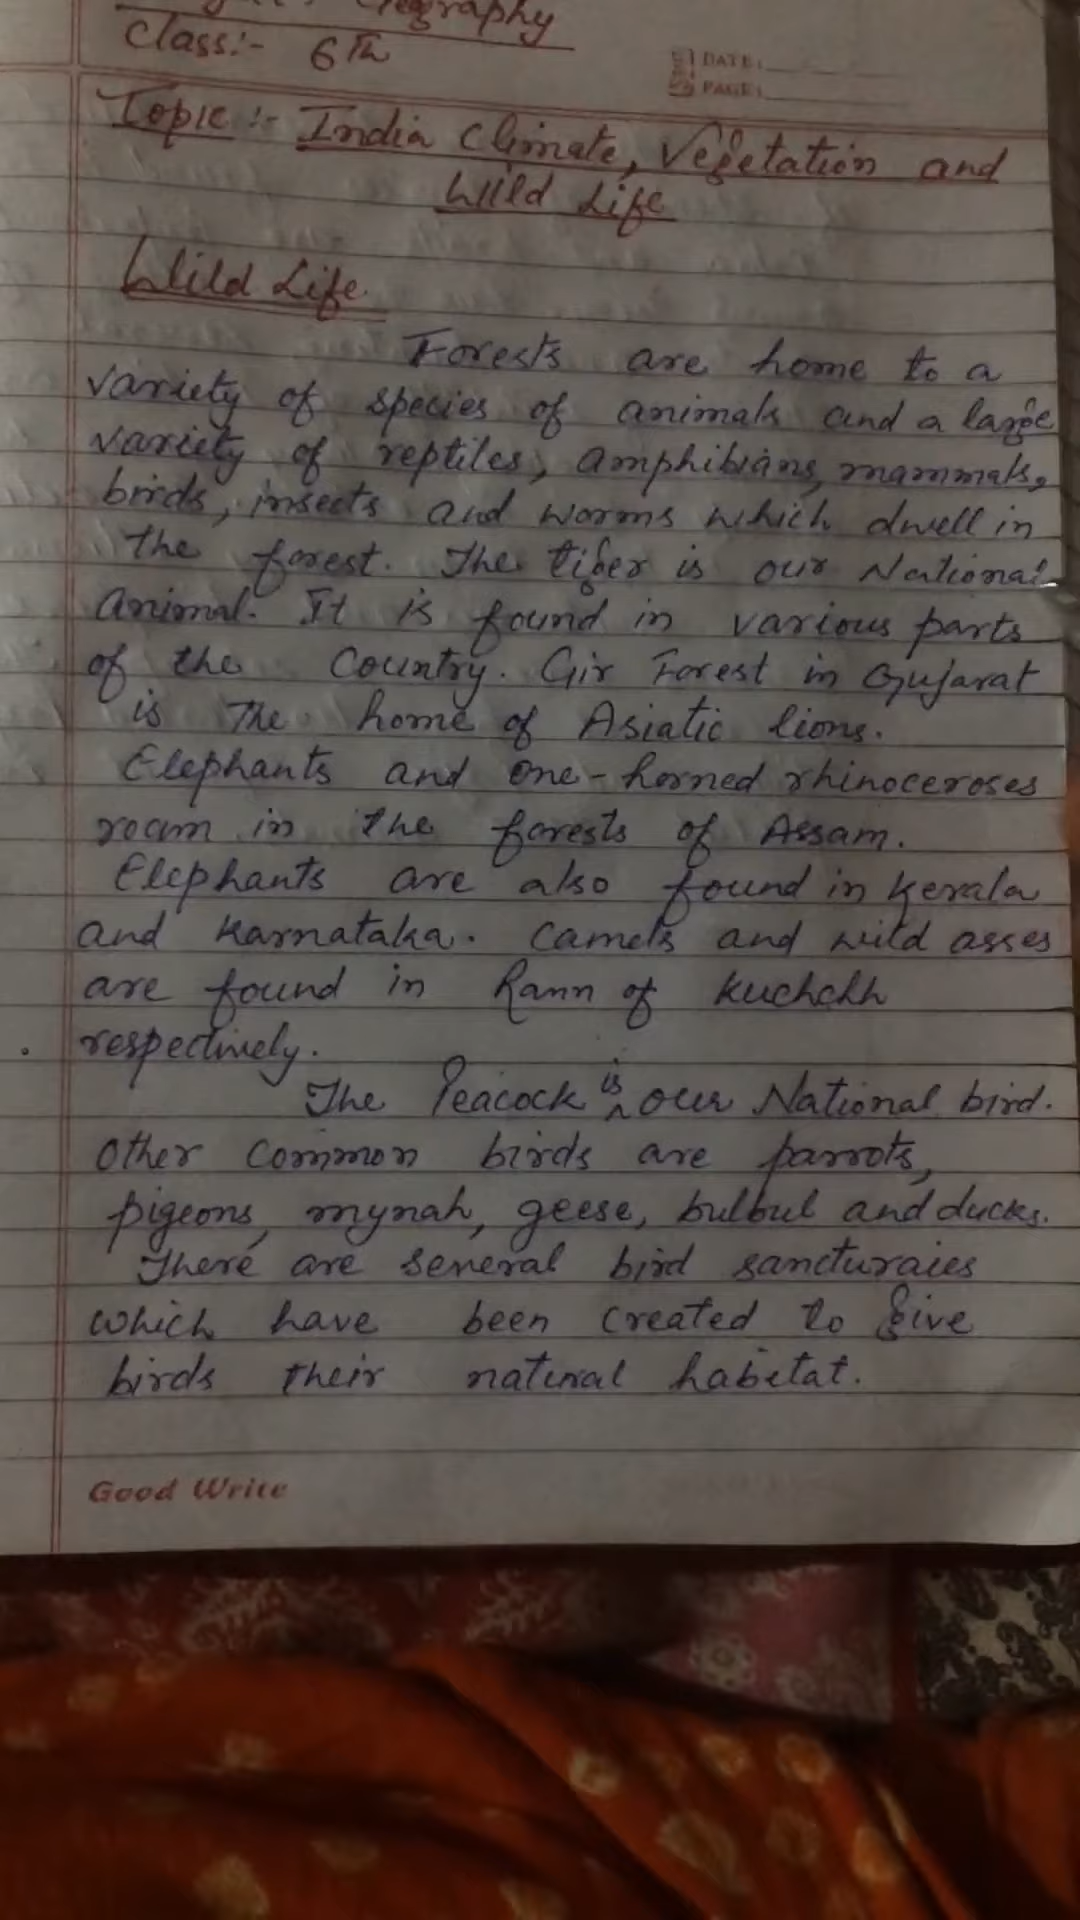 Geography
Class:- 6th
DATE:
PAGE:
Topic :- India Climate, Vegetation and
Wild Life
Wild Life
Forests are home to a
variety of species of animals and a large
variety of reptiles, amphibians, mammals,
birds, insects and worms which dwell in
the forest. The tiger is our National
animal. It is found in various parts
of the Country. Gir Forest in Gujarat
is The home of Asiatic lions.
Elephants and one-horned rhinoceroses
roam in the forests of Assam.
Elephants are also found in Kerala
and Karnataka. Camels and wild asses
are found in Rann of Kuchchh
respectively.
The Peacock is our National bird.
Other common birds are parrots,
pigeons, mynah, geese, bulbul and ducks.
There are several bird sancturaies
which have been created to give
birds their natural habitat.
Good Write